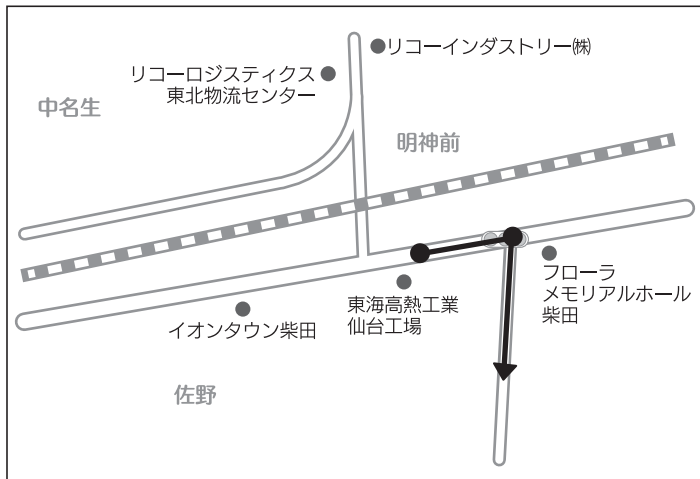 リコーインダストリー㈱
リコーロジスティクス
東北物流センター
中名生
明神前
フローラ
メモリアルホール
柴田
東海高熱工業
仙台工場
イオンタウン柴田
佐野